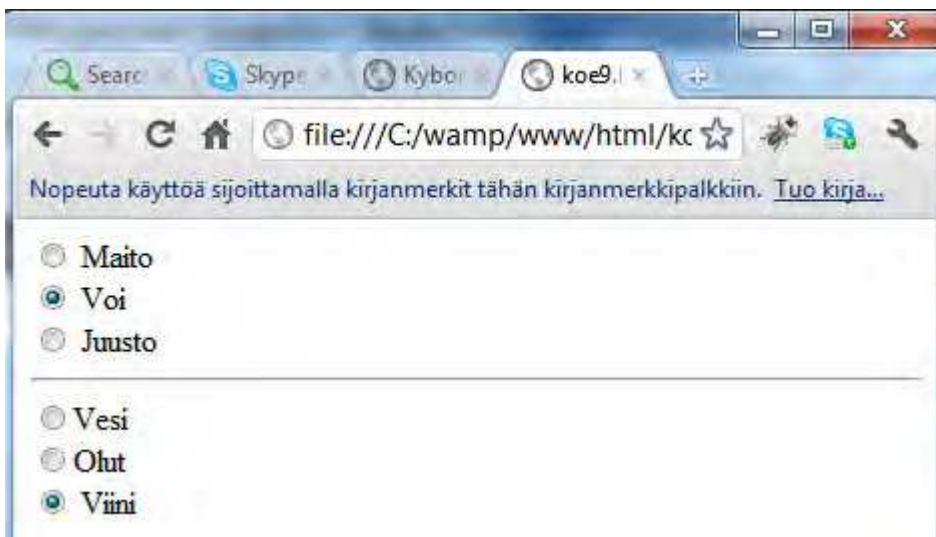 Searc Skype Kybor koe9.
file:///C:/wamp/www/html/kc
Nopeuta käyttöä sijoittamalla kirjanmerkit tähän kirjanmerkkipalkkiin. Tuo kirja...
Maito
Voi
Juusto
Vesi
Olut
Viini